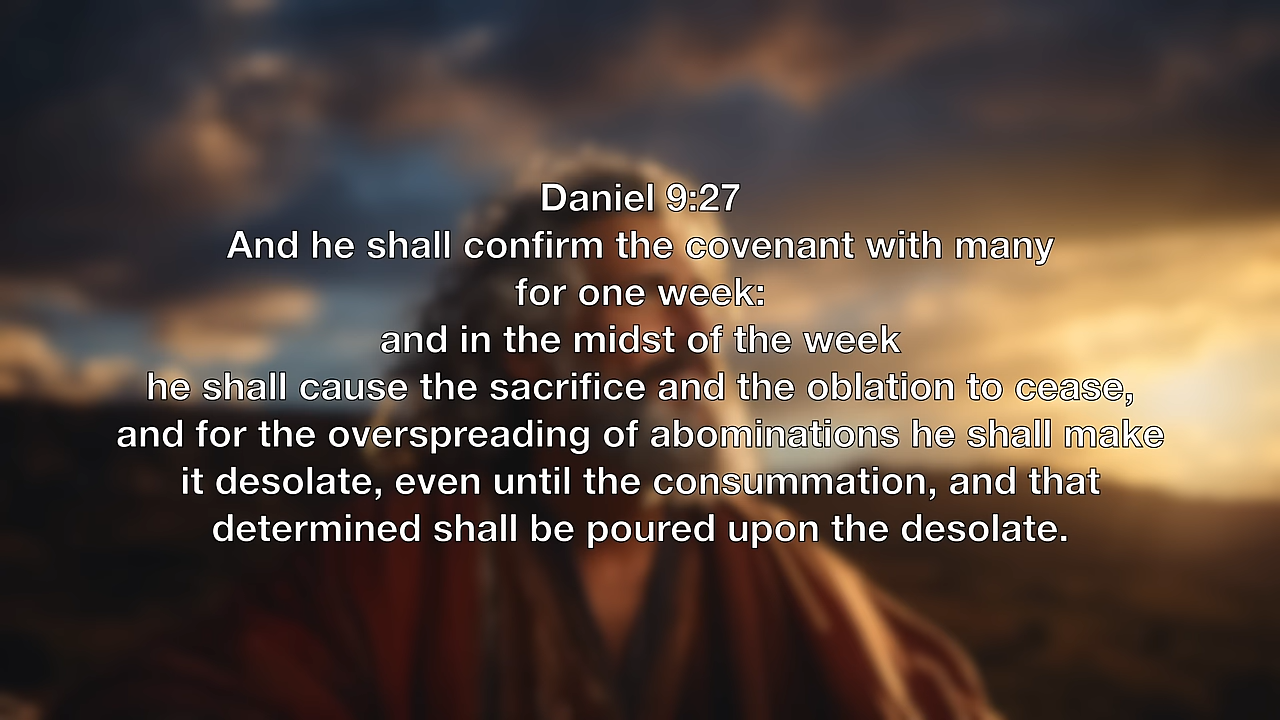 Daniel 9:27
And he shall confirm the covenant with many
for one week:
and in the midst of the week
he shall cause the sacrifice and the oblation to cease,
and for the overspreading of abominations he shall make
it desolate, even until the consummation, and that
determined shall be poured upon the desolate.